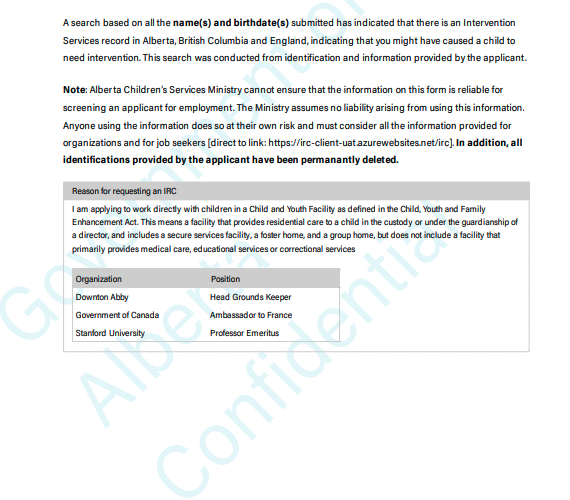 A search based on all the name(s) and birthdate(s) submitted has indicated that there is an Intervention
Services record in Alberta, British Columbia and England, indicating that you might have caused a child to
need intervention. This search was conducted from identification and information provided by the applicant.
Note: Alberta Children's Services Ministry cannot ensure that the information on this form is reliable for
screening an applicant for employment. The Ministry assumes no liability arising from using this information.
Anyone using the information does so at their own risk and must consider all the information provided for
organizations and for job seekers [direct to link: https://irc-client-uat.azurewebsites.net/irc]. In addition, all
identifications provided by the applicant have been permanantly deleted.
Reason for requesting an IRC
I am applying to work directly with children in a Child and Youth Facility as defined in the Child, Youth and Family
Enhancement Act. This means a facility that provides residential care to a child in the custody or under the guardianship of
a director, and includes a secure services facility, a foster home, and a group home, but does not include a facility that
primarily provides medical care, educational services or correctional services
Organization Position
Downton Abby Head Grounds Keeper
Government of Canada Ambassador to France
Stanford University Professor Emeritus
Government of
Alberta
Confidential